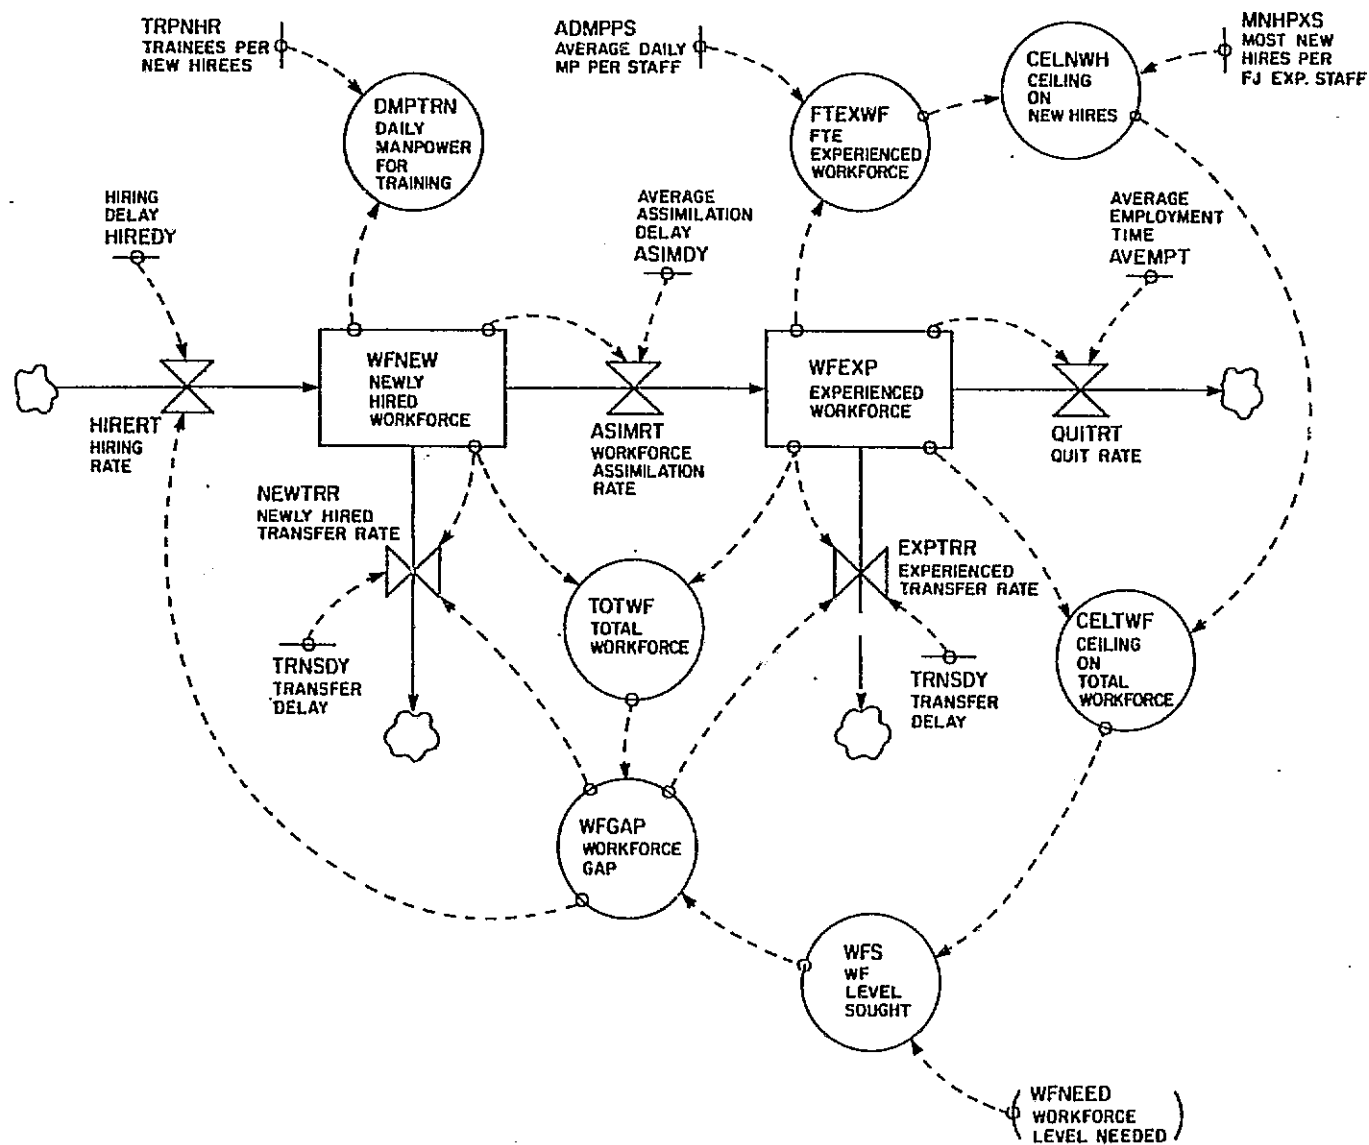 TRPNHR
TRAINEES PER
NEW HIREES
ADMPPS
AVERAGE DAILY
MP PER STAFF
MNHPXS
MOST NEW
HIRES PER
FJ EXP. STAFF
CELNWH
CEILING
ON
NEW HIRES
DMPTRN
DAILY
MANPOWER
FOR
TRAINING
FTEXWF
FTE
EXPERIENCED
WORKFORCE
HIRING
DELAY
HIREDY
AVERAGE
ASSIMILATION
DELAY
ASIMDY
AVERAGE
EMPLOYMENT
TIME
AVEMPT
WFNEW
NEWLY
HIRED
WORKFORCE
WFEXP
EXPERIENCED
WORKFORCE
HIRERT
HIRING
RATE
ASIMRT
WORKFORCE
ASSIMILATION
RATE
QUITRT
QUIT RATE
NEWTRR
NEWLY HIRED
TRANSFER RATE
EXPTRR
EXPERIENCED
TRANSFER RATE
TOTWF
TOTAL
WORKFORCE
CELTWF
CEILING
ON
TOTAL
WORKFORCE
TRNSDY
TRANSFER
DELAY
TRNSDY
TRANSFER
DELAY
WFGAP
WORKFORCE
GAP
WFS
WF
LEVEL
SOUGHT
WFNEED
WORKFORCE
LEVEL NEEDED